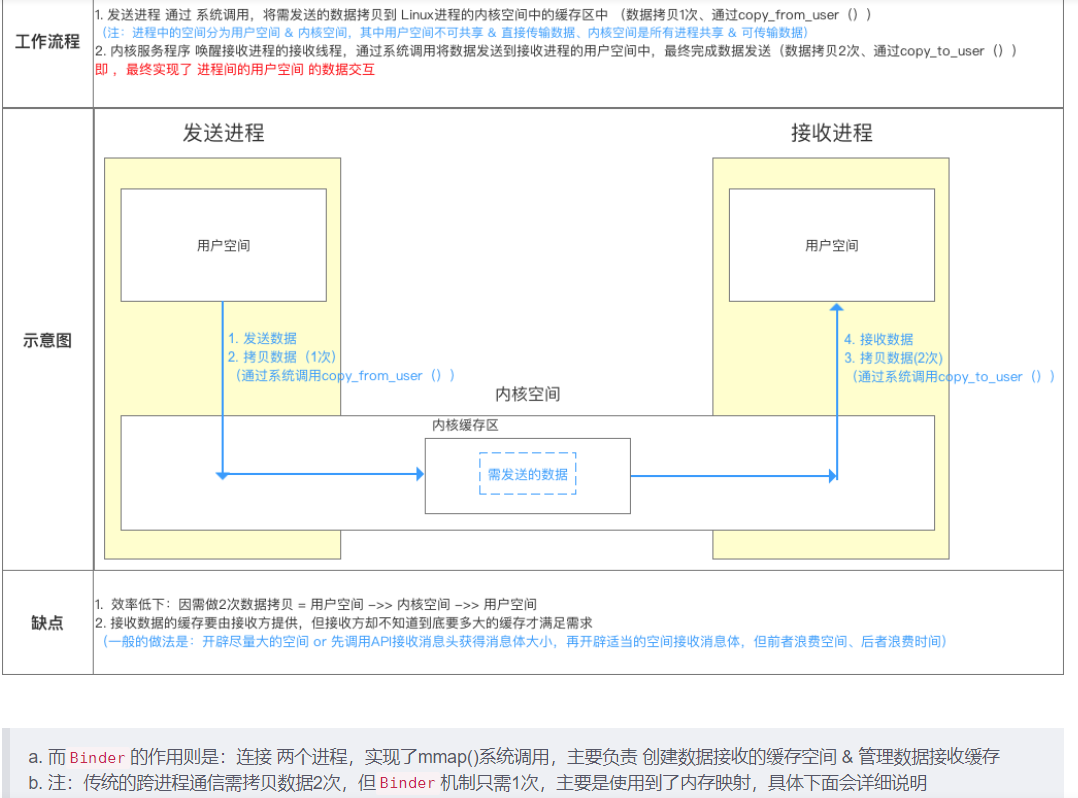 工作流程
1. 发送进程 通过 系统调用，将需发送的数据拷贝到 Linux进程的内核空间中的缓存区中 （数据拷贝1次、通过copy_from_user（））
（注：进程中的空间分为用户空间 & 内核空间，其中用户空间不可共享 & 直接传输数据、内核空间是所有进程共享 & 可传输数据）
2. 内核服务程序 唤醒接收进程的接收线程，通过系统调用将数据发送到接收进程的用户空间中，最终完成数据发送（数据拷贝2次、通过copy_to_user（））
即 ，最终实现了 进程间的用户空间 的数据交互
示意图
发送进程
接收进程
用户空间
用户空间
1. 发送数据
2. 拷贝数据（1次）
（通过系统调用copy_from_user（））
4. 接收数据
3. 拷贝数据(2次)
（通过系统调用copy_to_user（））
内核空间
内核缓存区
需发送的数据
缺点
1. 效率低下：因需做2次数据拷贝 = 用户空间 ->> 内核空间 ->> 用户空间
2. 接收数据的缓存要由接收方提供，但接收方却不知道到底要多大的缓存才满足需求
（一般的做法是：开辟尽量大的空间 or 先调用API接收消息头获得消息体大小，再开辟适当的空间接收消息体，但前者浪费空间、后者浪费时间）
a. 而 Binder 的作用则是：连接 两个进程，实现了mmap()系统调用，主要负责 创建数据接收的缓存空间 & 管理数据接收缓存
b. 注：传统的跨进程通信需拷贝数据2次，但 Binder 机制只需1次，主要是使用到了内存映射，具体下面会详细说明